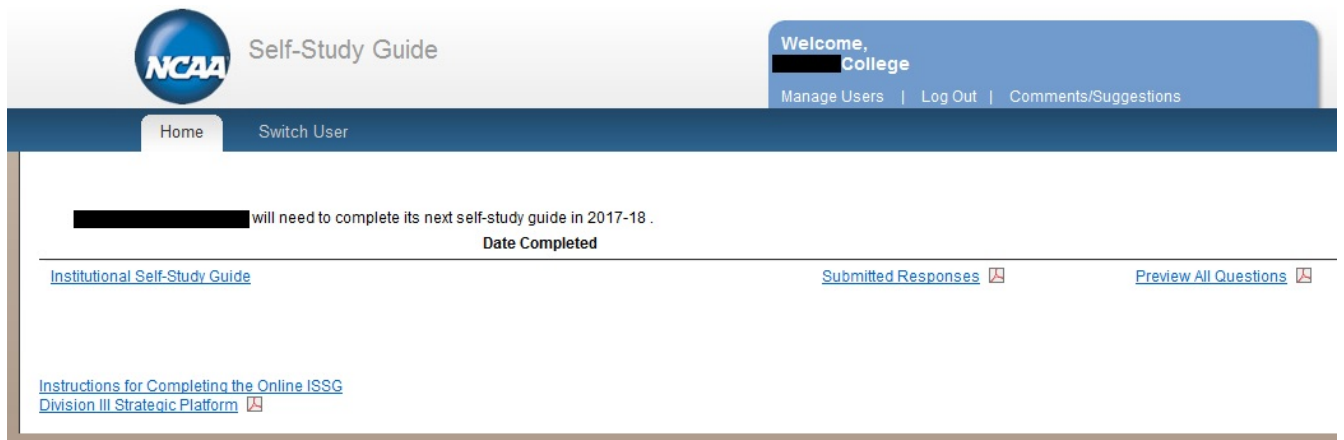 NCAA
Self-Study Guide
Welcome,
College
Manage Users | Log Out | Comments/Suggestions
Home Switch User
will need to complete its next self-study guide in 2017-18 .
Date Completed
Institutional Self-Study Guide Submitted Responses Preview All Questions
Instructions for Completing the Online ISSG
Division III Strategic Platform